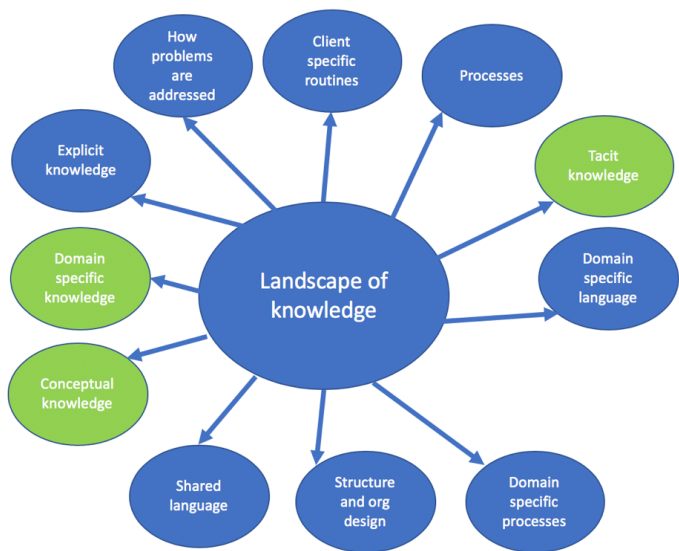 How
problems
are
addressed
Client
specific
routines
Processes
Explicit
knowledge
Tacit
knowledge
Domain
specific
knowledge
Landscape of
knowledge
Domain
specific
language
Conceptual
knowledge
Shared
language
Structure
and org
design
Domain
specific
processes